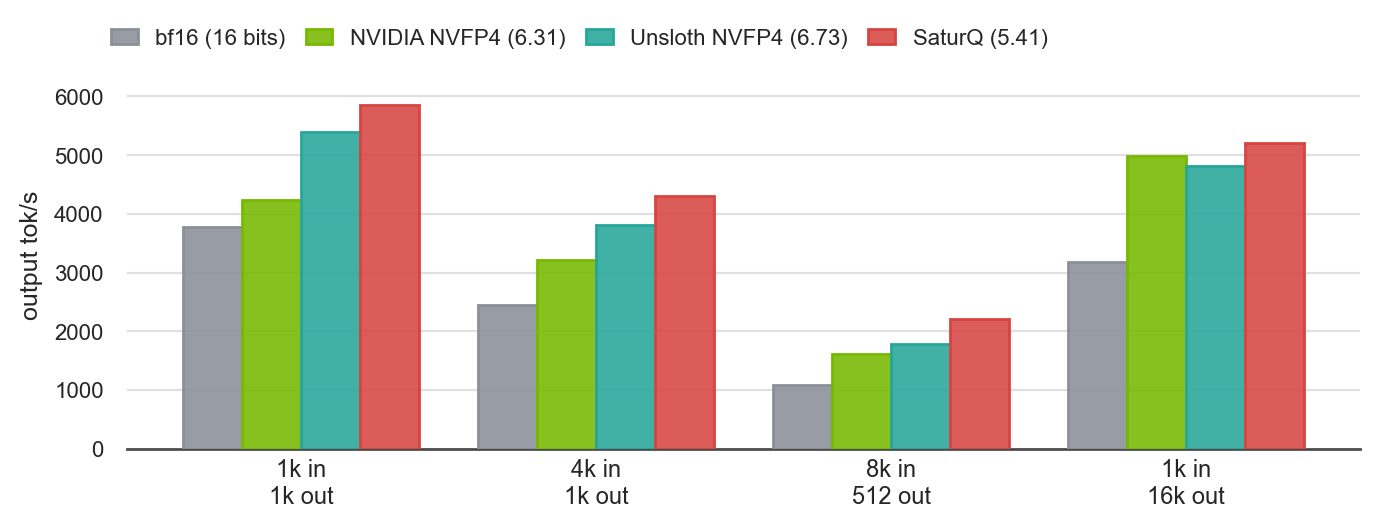 bf16 (16 bits) NVIDIA NVFP4 (6.31) Unsloth NVFP4 (6.73) SaturQ (5.41)
output tok/s
6000
5000
4000
3000
2000
1000
0
1k in 4k in 8k in 1k in
1k out 1k out 512 out 16k out